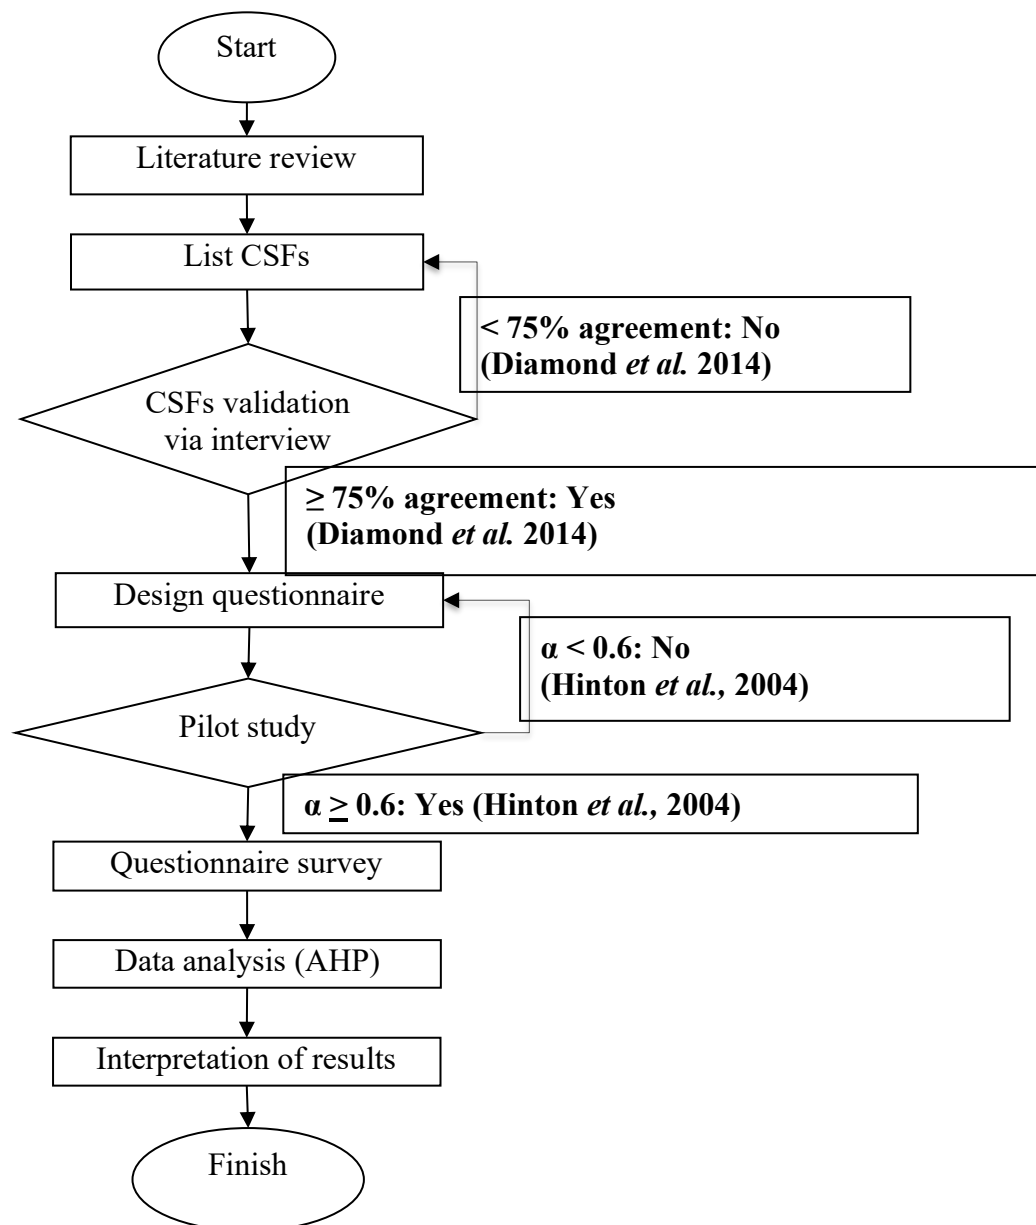 Start
Literature review
List CSFs
< 75% agreement: No
(Diamond et al. 2014)
CSFs validation
via interview
≥ 75% agreement: Yes
(Diamond et al. 2014)
Design questionnaire
α < 0.6: No
(Hinton et al., 2004)
Pilot study
α ≥ 0.6: Yes (Hinton et al., 2004)
Questionnaire survey
Data analysis (AHP)
Interpretation of results
Finish